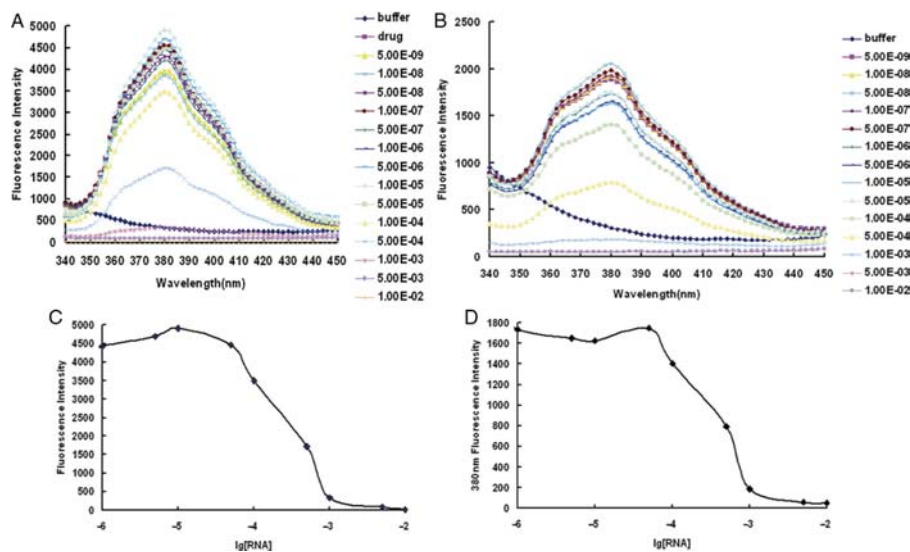 A
Fluorescence Intensity
5000
4500
4000
3500
3000
2500
2000
1500
1000
500
0
340 350 360 370 380 390 400 410 420 430 440 450
Wavelength(nm)
buffer
drug
5.00E-09
1.00E-08
5.00E-08
1.00E-07
5.00E-07
1.00E-06
5.00E-06
1.00E-05
5.00E-05
1.00E-04
5.00E-04
1.00E-03
5.00E-03
1.00E-02
B
Fluorescence Intensity
2500
2000
1500
1000
500
0
340 350 360 370 380 390 400 410 420 430 440 450
Wavelength(nm)
buffer
5.00E-09
1.00E-08
5.00E-08
1.00E-07
5.00E-07
1.00E-06
5.00E-06
1.00E-05
5.00E-05
1.00E-04
5.00E-04
1.00E-03
5.00E-03
1.00E-02
C
Fluorescence Intensity
5000
4500
4000
3500
3000
2500
2000
1500
1000
500
0
–6 –5 –4 –3 –2
lg[RNA]
D
380nm Fluorescence Intensity
1800
1600
1400
1200
1000
800
600
400
200
0
–6 –5 –4 –3 –2
lg[RNA]